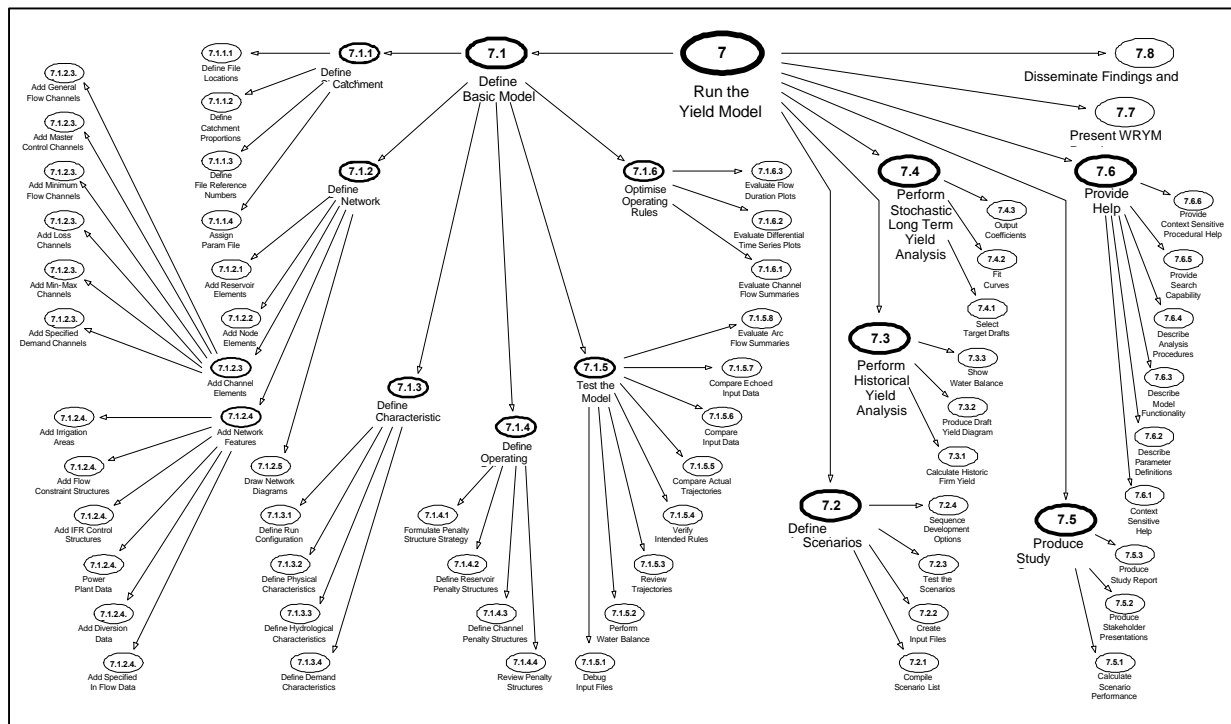 7
Run the
Yield Model
7.1
Define
Basic Model
7.1.1
Define
Catchment
7.1.1.1
Define File
Locations
7.1.1.2
Define
Catchment
Proportions
7.1.1.3
Define
File Reference
Numbers
7.1.1.4
Assign
Param File
7.1.2
Define
Network
7.1.2.1
Add Reservoir
Elements
7.1.2.2
Add Node
Elements
7.1.2.3
Add Channel
Elements
7.1.2.3.
Add General
Flow Channels
7.1.2.3.
Add Master
Control Channels
7.1.2.3.
Add Minimum
Flow Channels
7.1.2.3.
Add Loss
Channels
7.1.2.3.
Add Min-Max
Channels
7.1.2.3.
Add Specified
Demand Channels
7.1.2.4
Add Network
Features
7.1.2.4.
Add Irrigation
Areas
7.1.2.4.
Add Flow
Constraint Structures
7.1.2.4.
Add IFR Control
Structures
7.1.2.4.
Power
Plant Data
7.1.2.4.
Add Diversion
Data
7.1.2.4.
Add Specified
In Flow Data
7.1.2.5
Draw Network
Diagrams
7.1.3
Define
Characteristic
7.1.3.1
Define Run
Configuration
7.1.3.2
Define Physical
Characteristics
7.1.3.3
Define Hydrological
Characteristics
7.1.3.4
Define Demand
Characteristics
7.1.4
Define
Operating
7.1.4.1
Formulate Penalty
Structure Strategy
7.1.4.2
Define Reservoir
Penalty Structures
7.1.4.3
Define Channel
Penalty Structures
7.1.4.4
Review Penalty
Structures
7.1.5
Test the
Model
7.1.5.8
Evaluate Arc
Flow Summaries
7.1.5.7
Compare Echoed
Input Data
7.1.5.6
Compare
Input Data
7.1.5.5
Compare Actual
Trajectories
7.1.5.4
Verify
Intended Rules
7.1.5.3
Review
Trajectories
7.1.5.2
Perform
Water Balance
7.1.5.1
Debug
Input Files
7.1.6
Optimise
Operating
Rules
7.1.6.3
Evaluate Flow
Duration Plots
7.1.6.2
Evaluate Differential
Time Series Plots
7.1.6.1
Evaluate Channel
Flow Summaries
7.2
Define
Scenarios
7.2.4
Sequence
Development
Options
7.2.3
Test the
Scenarios
7.2.2
Create
Input Files
7.2.1
Compile
Scenario List
7.3
Perform
Historical
Yield
Analysis
7.3.3
Show
Water Balance
7.3.2
Produce Draft
Yield Diagram
7.3.1
Calculate Historic
Firm Yield
7.4
Perform
Stochastic
Long Term
Yield
Analysis
7.4.3
Output
Coefficients
7.4.2
Fit
Curves
7.4.1
Select
Target Drafts
7.5
Produce
Study
7.5.3
Produce
Study Report
7.5.2
Produce
Stakeholder
Presentations
7.5.1
Calculate
Scenario
Performance
7.6
Provide
Help
7.6.6
Provide
Context Sensitive
Procedural Help
7.6.5
Provide
Search
Capability
7.6.4
Describe
Analysis
Procedures
7.6.3
Describe
Model
Functionality
7.6.2
Describe
Parameter
Definitions
7.6.1
Context
Sensitive
Help
7.7
Present WRYM
7.8
Disseminate Findings and